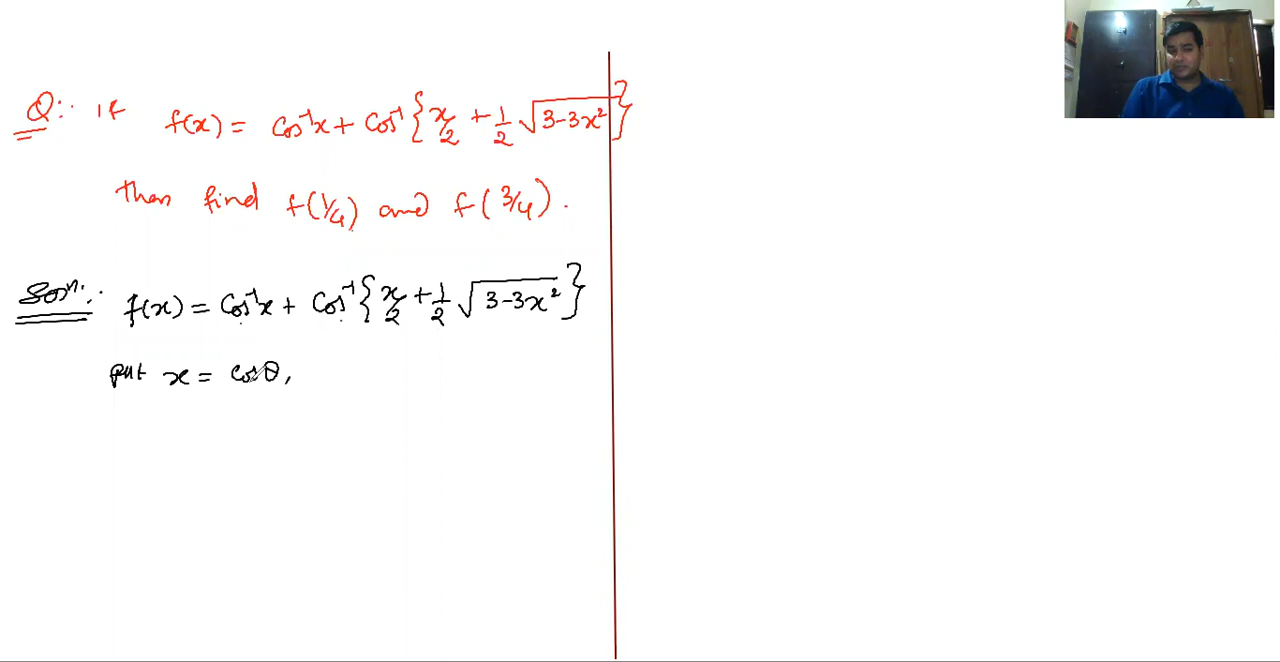 Q:. If f(x) = Cos⁻¹x + Cos⁻¹{x/2 + 1/2 √(3-3x²)}
then find f(1/4) and f(3/4).
Solⁿ:. f(x) = Cos⁻¹x + Cos⁻¹{x/2 + 1/2 √(3-3x²)}
put x = Cosθ,